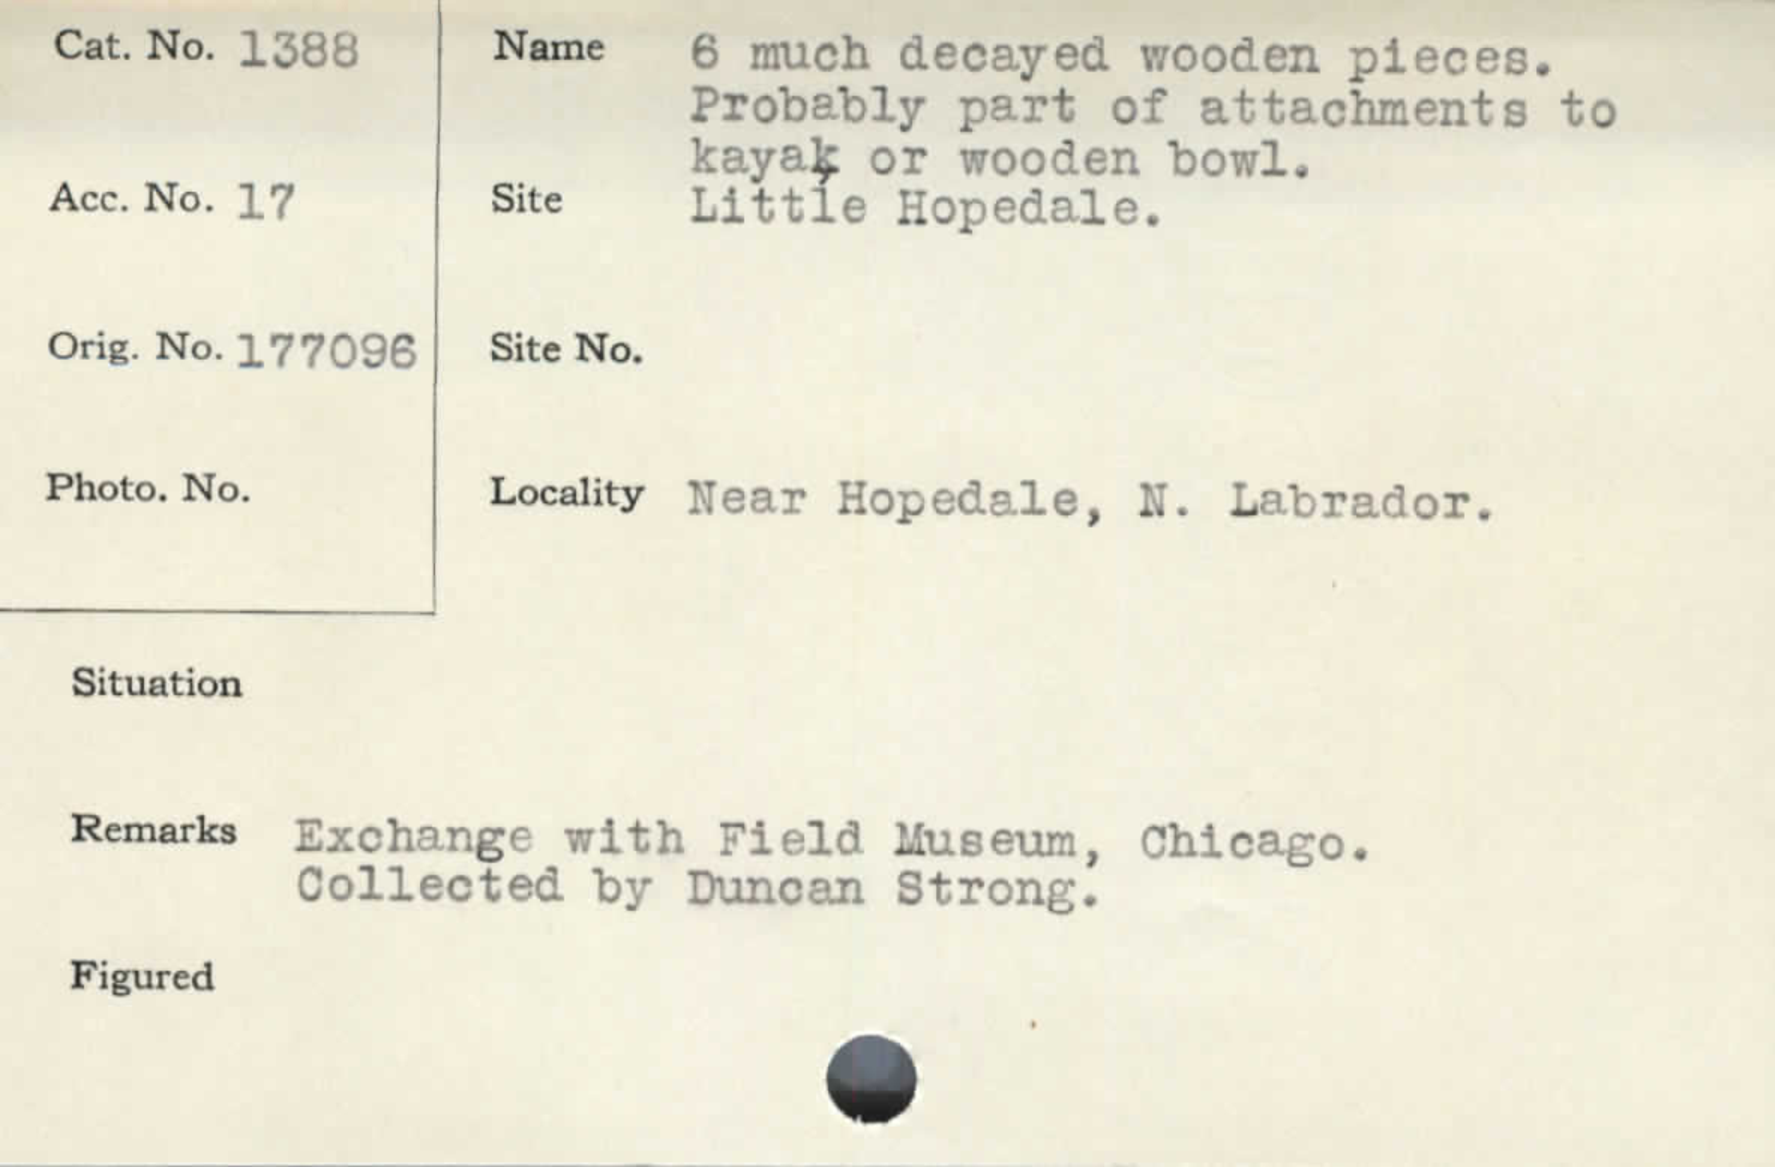 Cat. No. 1388
Name 6 much decayed wooden pieces.
Probably part of attachments to
kayak or wooden bowl.
Acc. No. 17
Site Little Hopedale.
Orig. No. 177096
Site No.
Photo. No.
Locality Near Hopedale, N. Labrador.
Situation
Remarks Exchange with Field Museum, Chicago.
Collected by Duncan Strong.
Figured